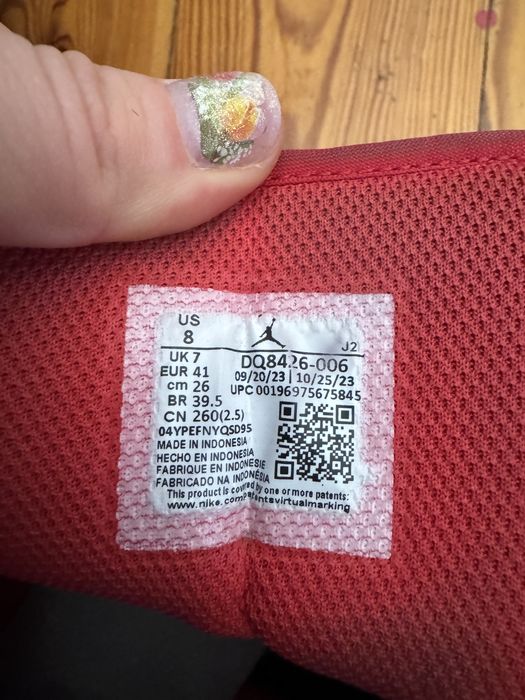 US
8
J2
UK 7
EUR 41
cm 26
BR 39.5
CN 260(2.5)
DQ8426-006
09/20/23 | 10/25/23
UPC 00196975675845
04YPEFNYQSD95
MADE IN INDONESIA
HECHO EN INDONESIA
FABRIQUE EN INDONESIE
FABRICADO NA INDONÉSIA
This product is covered by one or more patents:
www.nike.com/patentsvirtualmarking